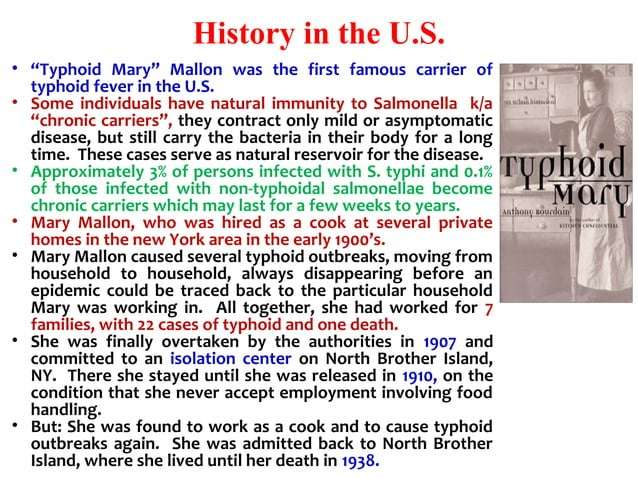 History in the U.S.
• “Typhoid Mary” Mallon was the first famous carrier of
typhoid fever in the U.S.
• Some individuals have natural immunity to Salmonella k/a
“chronic carriers”, they contract only mild or asymptomatic
disease, but still carry the bacteria in their body for a long
time. These cases serve as natural reservoir for the disease.
• Approximately 3% of persons infected with S. typhi and 0.1%
of those infected with non-typhoidal salmonellae become
chronic carriers which may last for a few weeks to years.
• Mary Mallon, who was hired as a cook at several private
homes in the new York area in the early 1900’s.
• Mary Mallon caused several typhoid outbreaks, moving from
household to household, always disappearing before an
epidemic could be traced back to the particular household
Mary was working in. All together, she had worked for 7
families, with 22 cases of typhoid and one death.
• She was finally overtaken by the authorities in 1907 and
committed to an isolation center on North Brother Island,
NY. There she stayed until she was released in 1910, on the
condition that she never accept employment involving food
handling.
• But: She was found to work as a cook and to cause typhoid
outbreaks again. She was admitted back to North Brother
Island, where she lived until her death in 1938.
Typhoid
Mary
Anthony Bourdain
KITCHEN CONFIDENTIAL